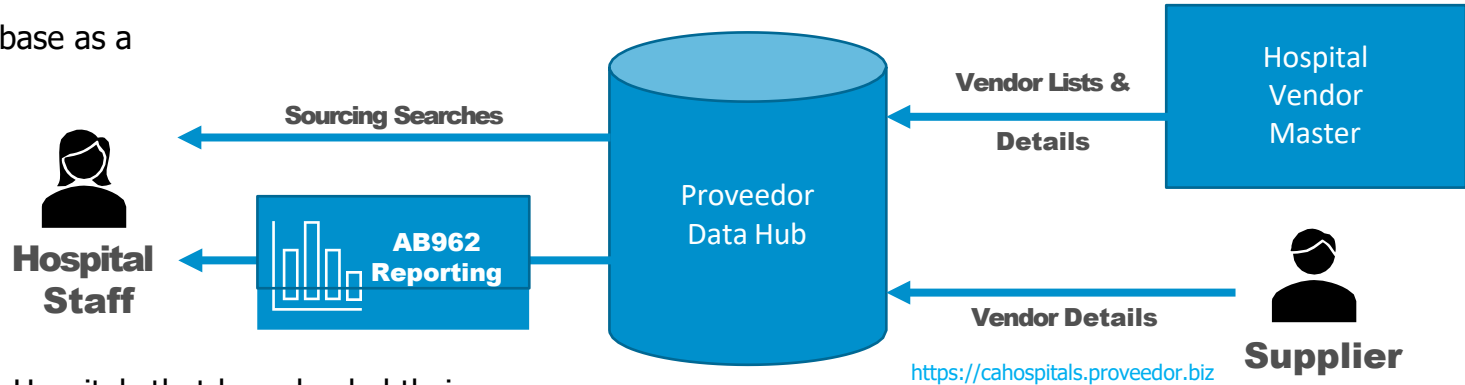 base as a
Sourcing Searches
Hospital
Staff
AB962
Reporting
Proveedor
Data Hub
Vendor Lists &
Details
Hospital
Vendor
Master
Vendor Details
https://cahospitals.proveedor.biz
Supplier